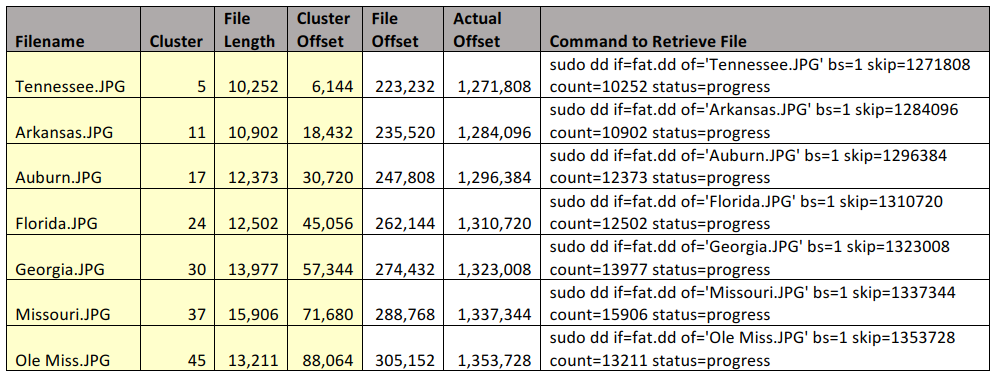 Filename Cluster File Length Cluster Offset File Offset Actual Offset Command to Retrieve File
Tennessee.JPG 5 10,252 6,144 223,232 1,271,808 sudo dd if=fat.dd of='Tennessee.JPG' bs=1 skip=1271808
count=10252 status=progress
Arkansas.JPG 11 10,902 18,432 235,520 1,284,096 sudo dd if=fat.dd of='Arkansas.JPG' bs=1 skip=1284096
count=10902 status=progress
Auburn.JPG 17 12,373 30,720 247,808 1,296,384 sudo dd if=fat.dd of='Auburn.JPG' bs=1 skip=1296384
count=12373 status=progress
Florida.JPG 24 12,502 45,056 262,144 1,310,720 sudo dd if=fat.dd of='Florida.JPG' bs=1 skip=1310720
count=12502 status=progress
Georgia.JPG 30 13,977 57,344 274,432 1,323,008 sudo dd if=fat.dd of='Georgia.JPG' bs=1 skip=1323008
count=13977 status=progress
Missouri.JPG 37 15,906 71,680 288,768 1,337,344 sudo dd if=fat.dd of='Missouri.JPG' bs=1 skip=1337344
count=15906 status=progress
Ole Miss.JPG 45 13,211 88,064 305,152 1,353,728 sudo dd if=fat.dd of='Ole Miss.JPG' bs=1 skip=1353728
count=13211 status=progress